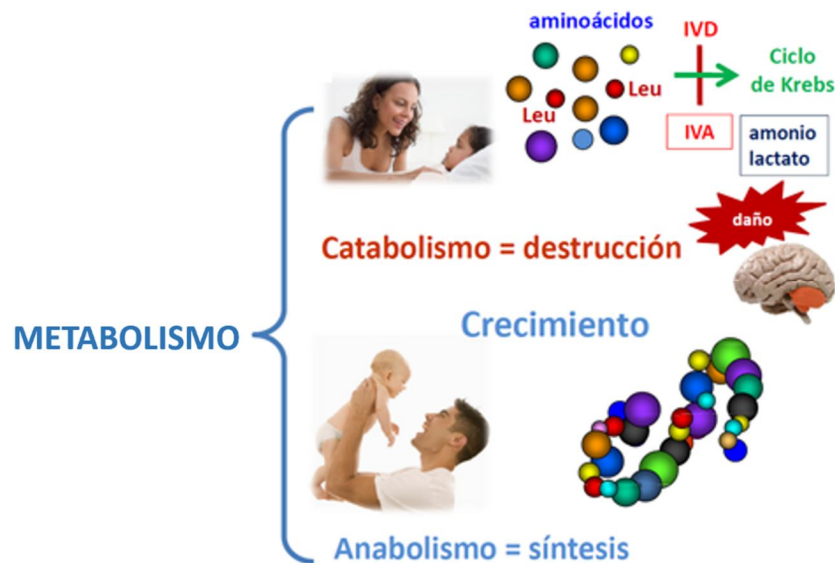 aminoácidos
IVD
Ciclo
de Krebs
Leu
Leu
IVA
amonio
lactato
daño
Catabolismo = destrucción
METABOLISMO
Crecimiento
Anabolismo = síntesis